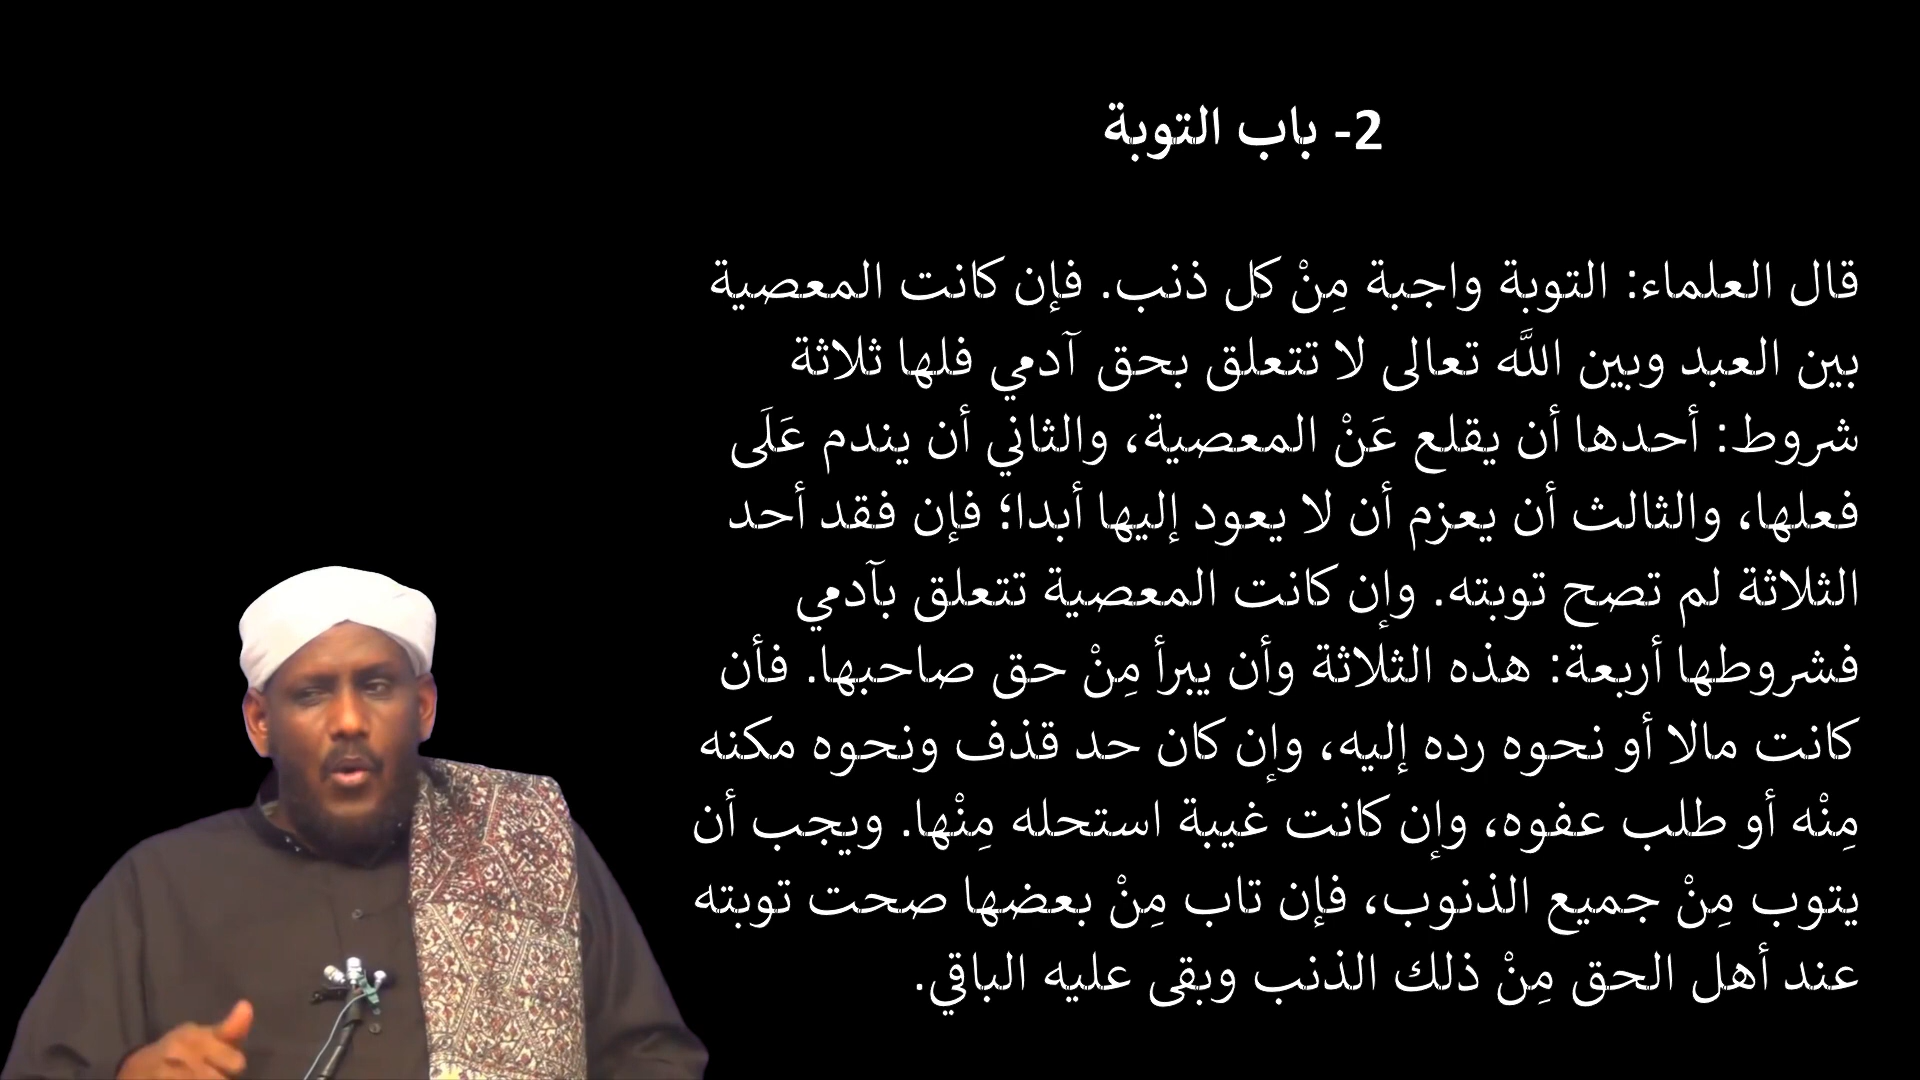 2- باب التوبة
قال العلماء: التوبة واجبة مِنْ كل ذنب. فإن كانت المعصية
بين العبد وبين اللَّه تعالى لا تتعلق بحق آدمي فلها ثلاثة
شروط: أحدها أن يقلع عَنْ المعصية، والثاني أن يندم عَلَى
فعلها، والثالث أن يعزم أن لا يعود إليها أبدا؛ فإن فقد أحد
الثلاثة لم تصح توبته. وإن كانت المعصية تتعلق بآدمي
فشروطها أربعة: هذه الثلاثة وأن يبرأ مِنْ حق صاحبها. فأن
كانت مالا أو نحوه رده إليه، وإن كان حد قذف ونحوه مكنه
مِنْه أو طلب عفوه، وإن كانت غيبة استحله مِنْها. ويجب أن
يتوب مِنْ جميع الذنوب، فإن تاب مِنْ بعضها صحت توبته
عند أهل الحق مِنْ ذلك الذنب وبقى عليه الباقي.